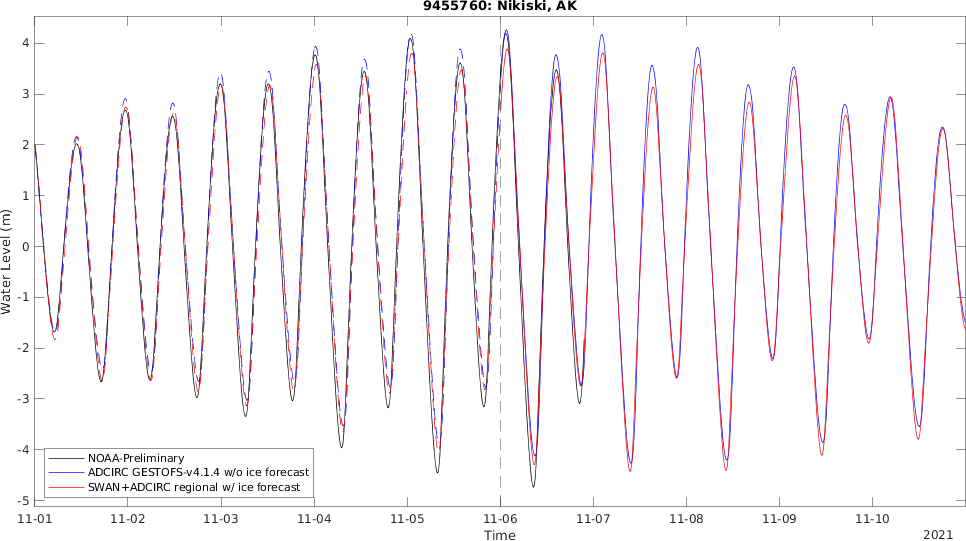 9455760: Nikiski, AK
Water Level (m)
4
3
2
1
0
-1
-2
-3
-4
-5
NOAA-Preliminary
ADCIRC GESTOFS-v4.1.4 w/o ice forecast
SWAN+ADCIRC regional w/ ice forecast
11-01 11-02 11-03 11-04 11-05 11-06 11-07 11-08 11-09 11-10
Time
2021